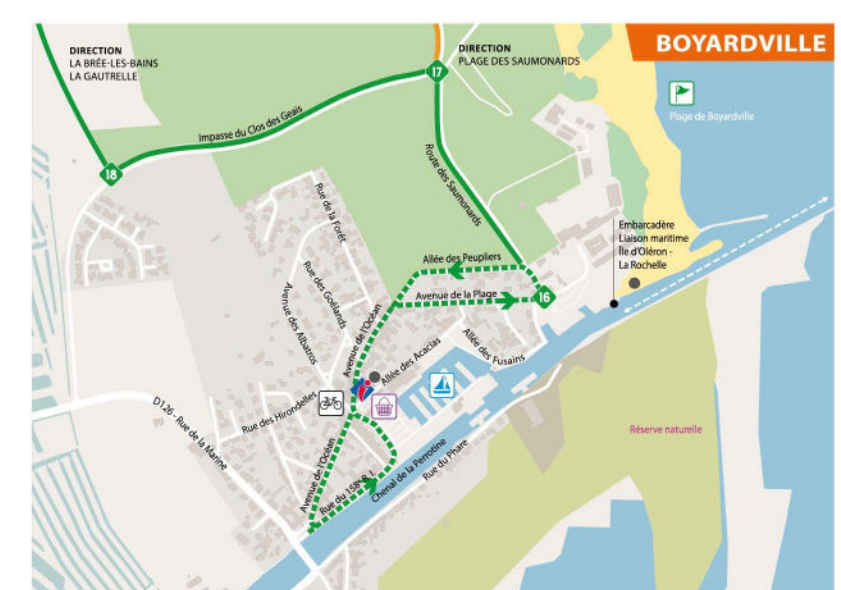 BOYARDVILLE
DIRECTION
LA BRÉE-LES-BAINS
LA GAUTRELLE
DIRECTION
PLAGE DES SAUMONARDS
17
Plage de Boyardville
Impasse du Clos des Geais
18
Route des Saumonards
Rue de la Forêt
Embarcadère
Liaison maritime
Île d'Oléron -
La Rochelle
Allée des Peupliers
Rue des Goélands
Avenue de la Plage
16
Avenue des Albatros
Avenue de l'Océan
Allée des Acacias
Allée des Fusains
D126 - Rue de la Marine
Rue des Hirondelles
Réserve naturelle
Avenue de l'Océan
Rue du 158e R. I.
Chenal de la Perrotine
Rue du Phare